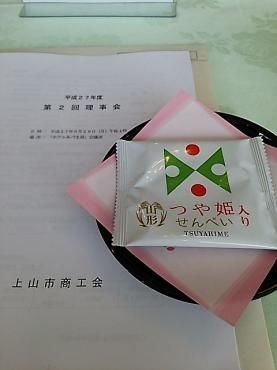 平成27年度
第2回理事会
上山市商工会
山形
つや姫入り
せんべい
TSUYAHIME